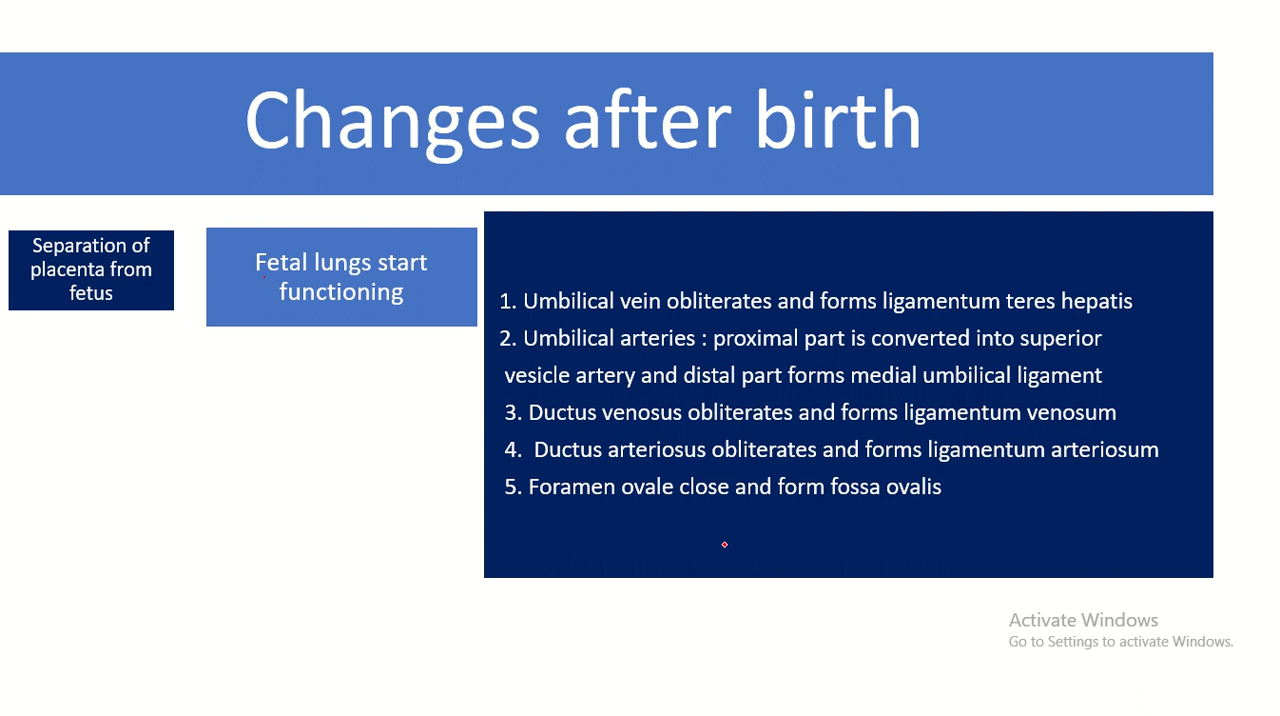 Changes after birth
Separation of
placenta from
fetus
Fetal lungs start
functioning
1. Umbilical vein obliterates and forms ligamentum teres hepatis
2. Umbilical arteries : proximal part is converted into superior
vesicle artery and distal part forms medial umbilical ligament
3. Ductus venosus obliterates and forms ligamentum venosum
4. Ductus arteriosus obliterates and forms ligamentum arteriosum
5. Foramen ovale close and form fossa ovalis
Activate Windows
Go to Settings to activate Windows.